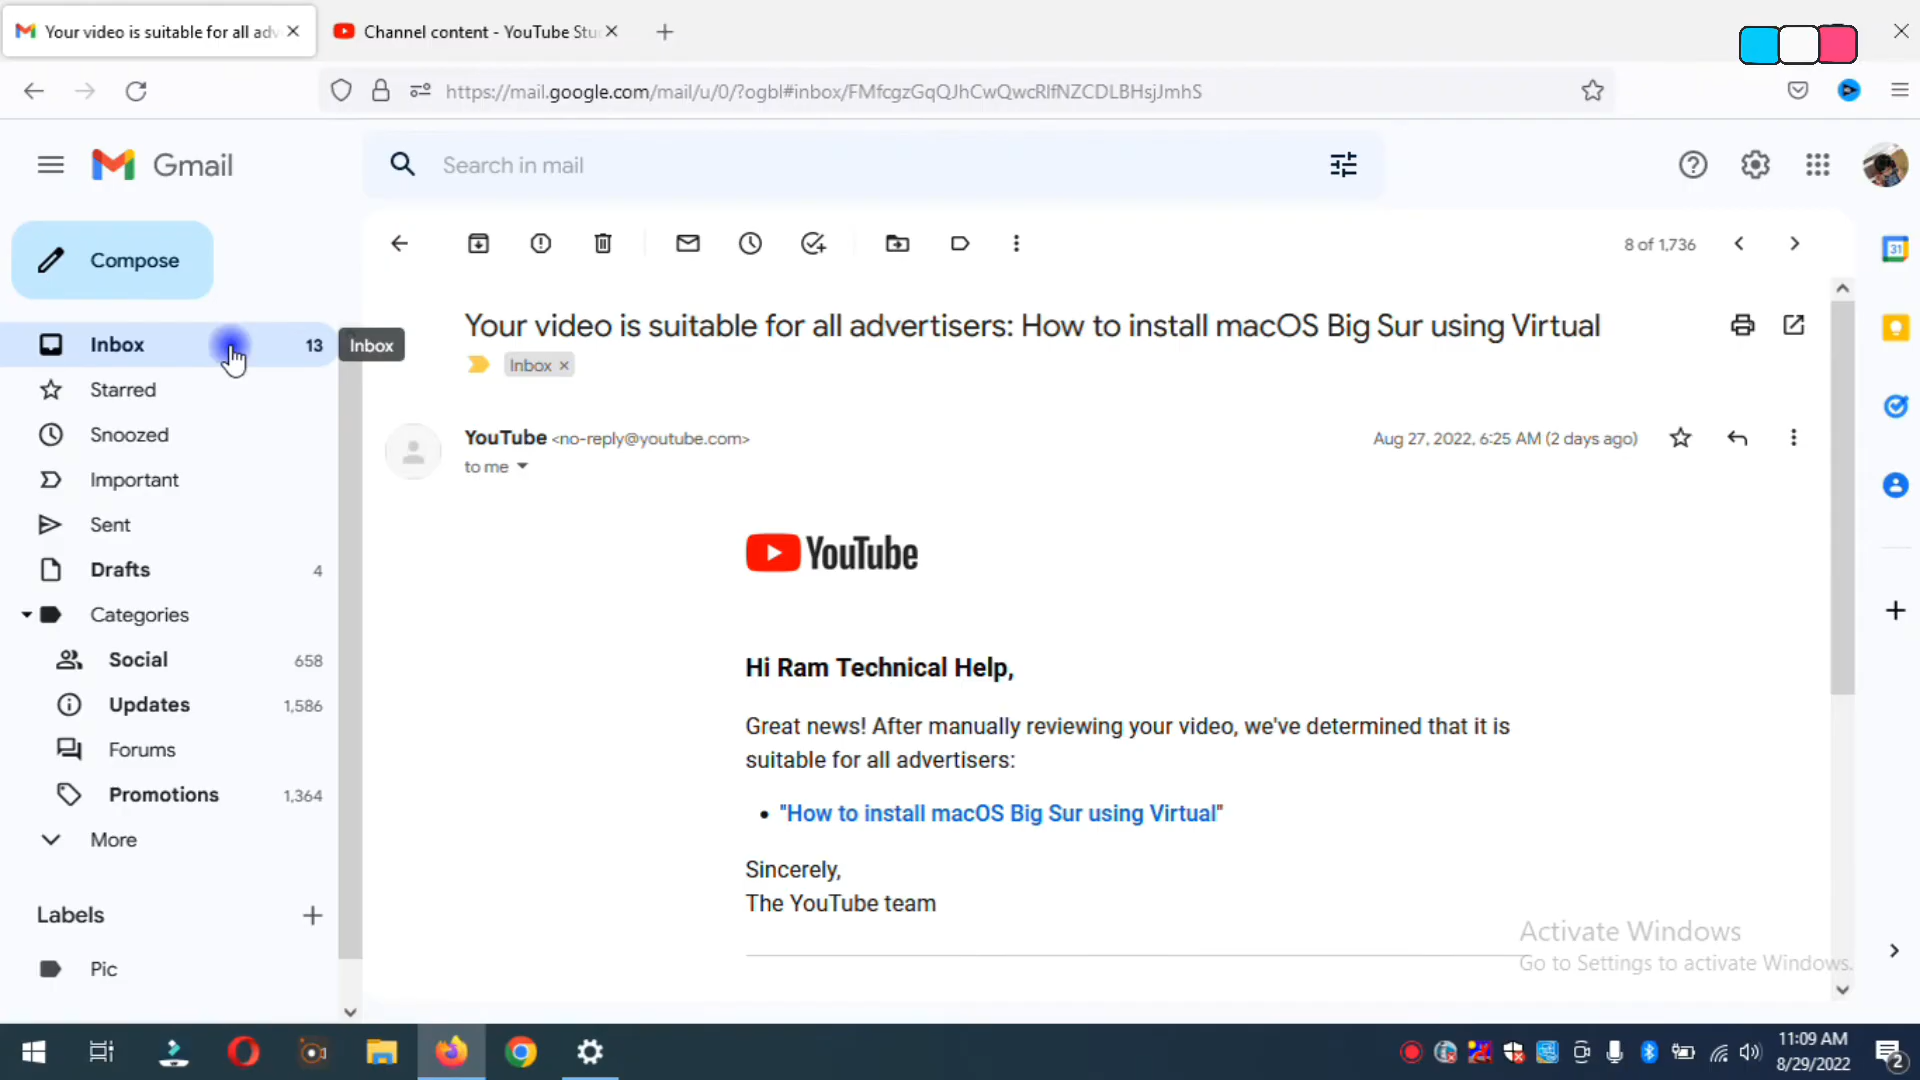 Your video is suitable for all adv
Channel content - YouTube Stu
https://mail.google.com/mail/u/0/?ogbl#inbox/FMfcgzGqQJhCwQwcRlfNZCDLBHsjJmhS
Gmail
Search in mail
Compose
8 of 1,736
31
Inbox 13
Inbox
Starred
Snoozed
Important
Sent
Drafts 4
Categories
Social 658
Updates 1,586
Forums
Promotions 1,364
More
Labels
Pic
Your video is suitable for all advertisers: How to install macOS Big Sur using Virtual
Inbox ×
YouTube <no-reply@youtube.com>
Aug 27, 2022, 6:25 AM (2 days ago)
to me
YouTube
Hi Ram Technical Help,
Great news! After manually reviewing your video, we've determined that it is
suitable for all advertisers:
• "How to install macOS Big Sur using Virtual"
Sincerely,
The YouTube team
Activate Windows
Go to Settings to activate Windows.
11:09 AM
8/29/2022
2